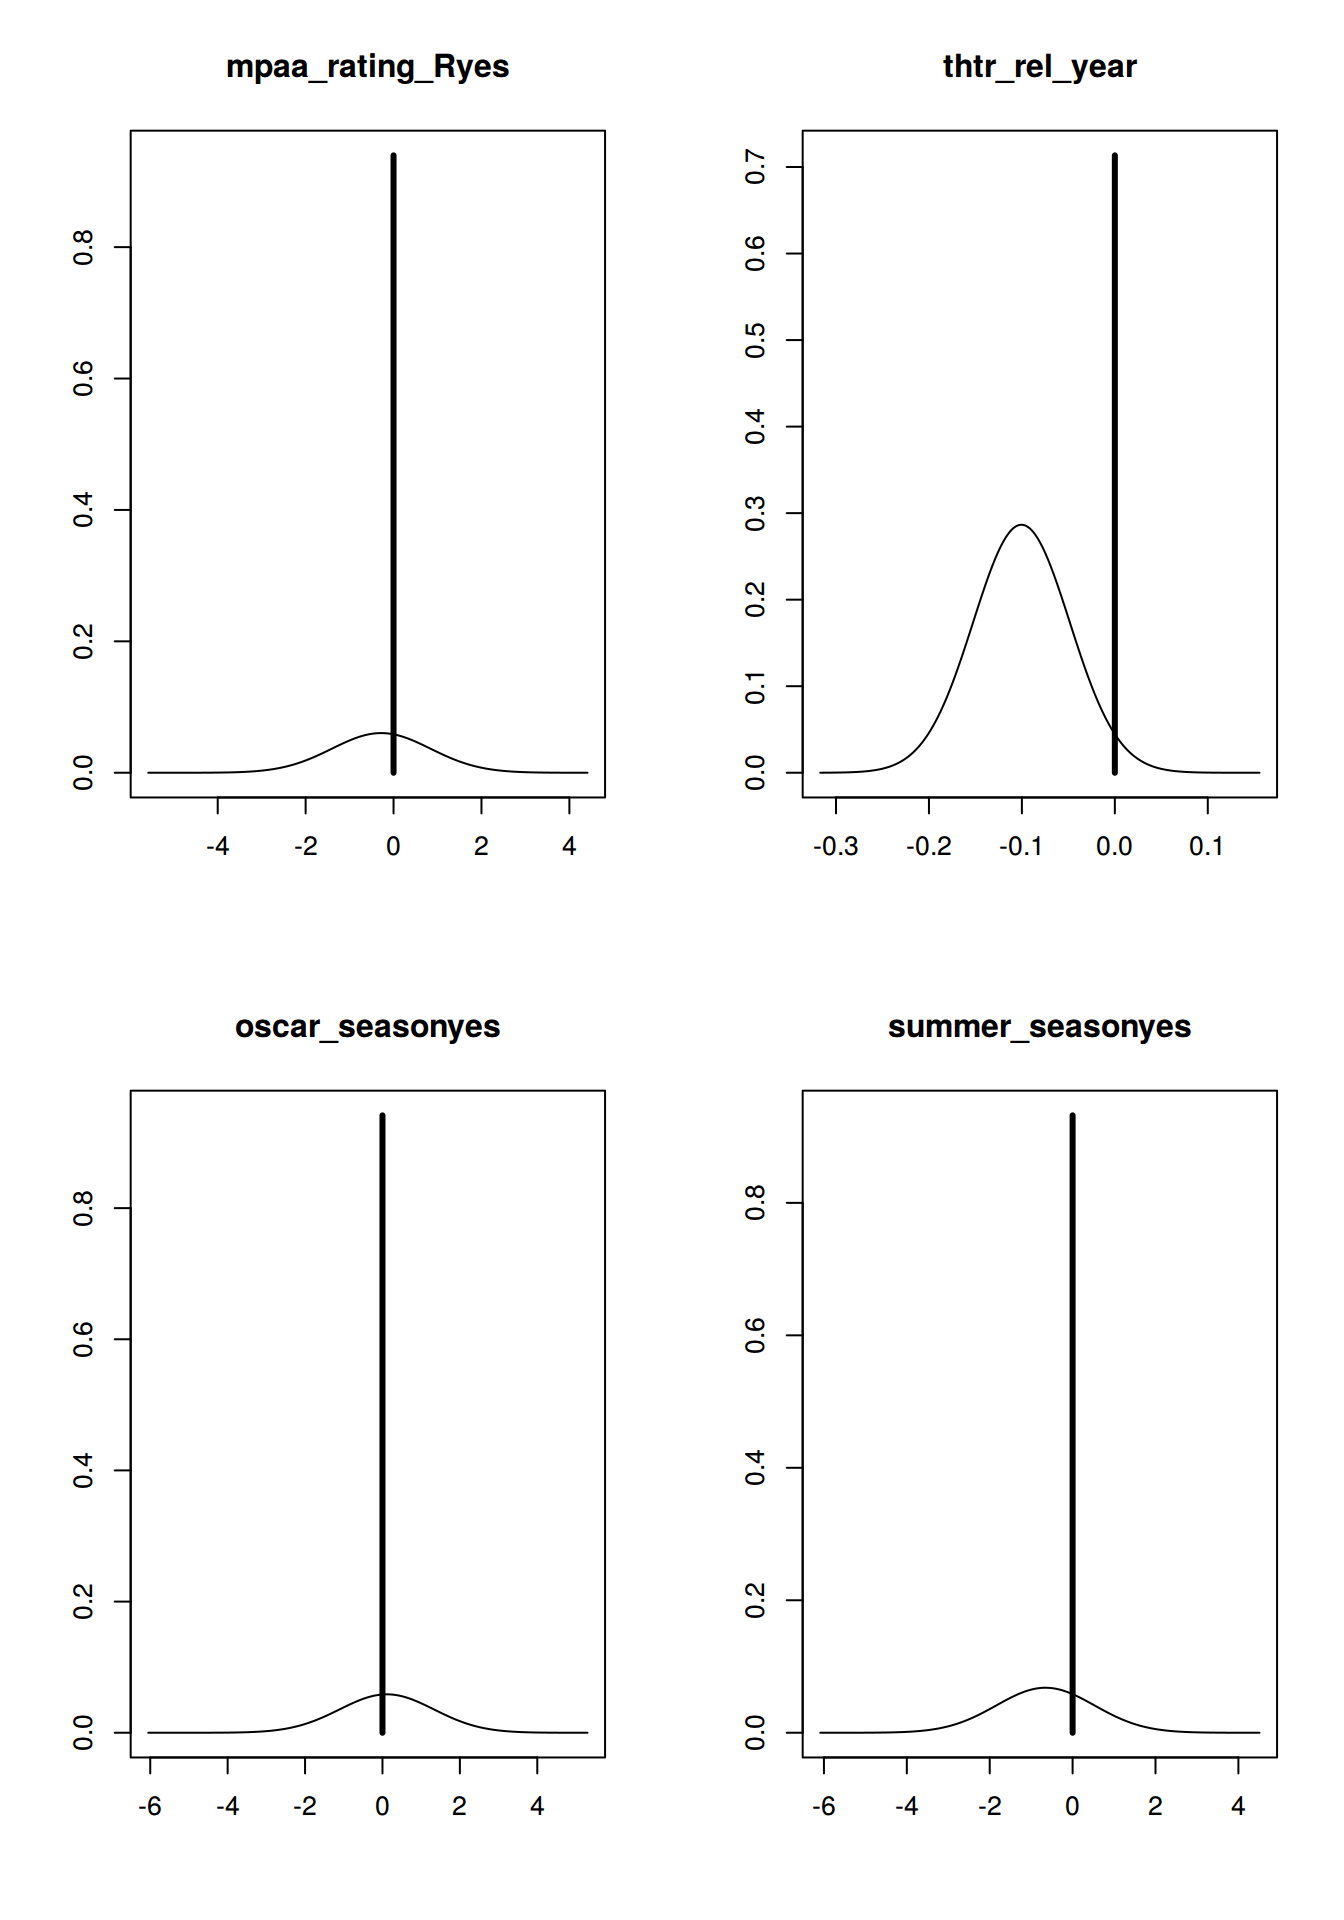 mpaa_rating_Ryes
0.0 0.2 0.4 0.6 0.8
-4 -2 0 2 4
thtr_rel_year
0.0 0.1 0.2 0.3 0.4 0.5 0.6 0.7
-0.3 -0.2 -0.1 0.0 0.1
oscar_seasonyes
0.0 0.2 0.4 0.6 0.8
-6 -4 -2 0 2 4
summer_seasonyes
0.0 0.2 0.4 0.6 0.8
-6 -4 -2 0 2 4